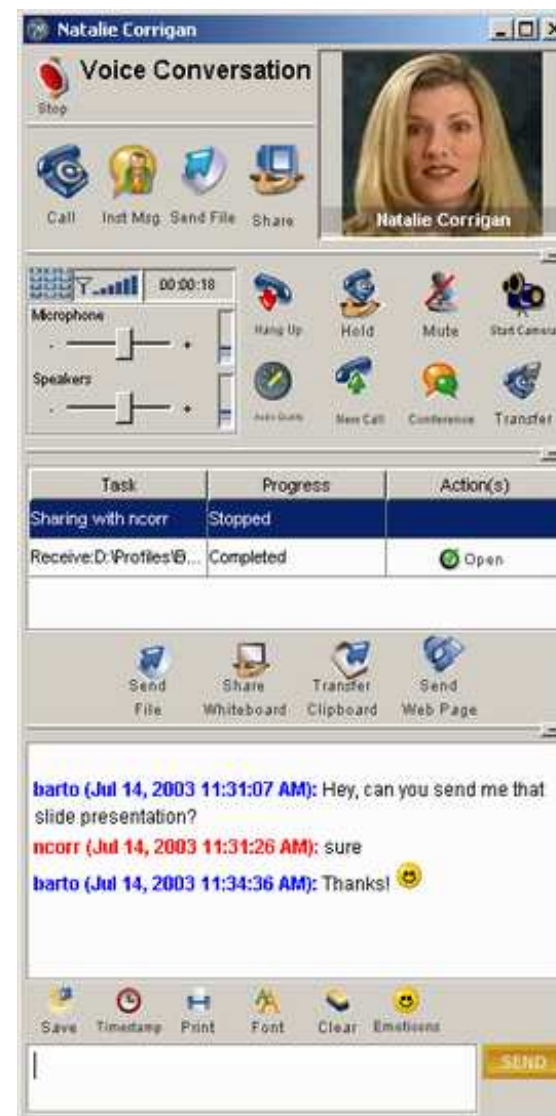 Natalie Corrigan
Voice Conversation
Stop
Call Inst Msg Send File Share
Natalie Corrigan
00:00:18
Microphone
- +
Speakers
- +
Hang Up Hold Mute Start Camera
Auto Quality New Call Conference Transfer
Task Progress Action(s)
Sharing with ncorr Stopped
Receive:D:\Profiles\B... Completed Open
Send File
Share Whiteboard
Transfer Clipboard
Send Web Page
barto (Jul 14, 2003 11:31:07 AM): Hey, can you send me that
slide presentation?
ncorr (Jul 14, 2003 11:31:26 AM): sure
barto (Jul 14, 2003 11:34:36 AM): Thanks!
Save Timestamp Print Font Clear Emoticons
SEND